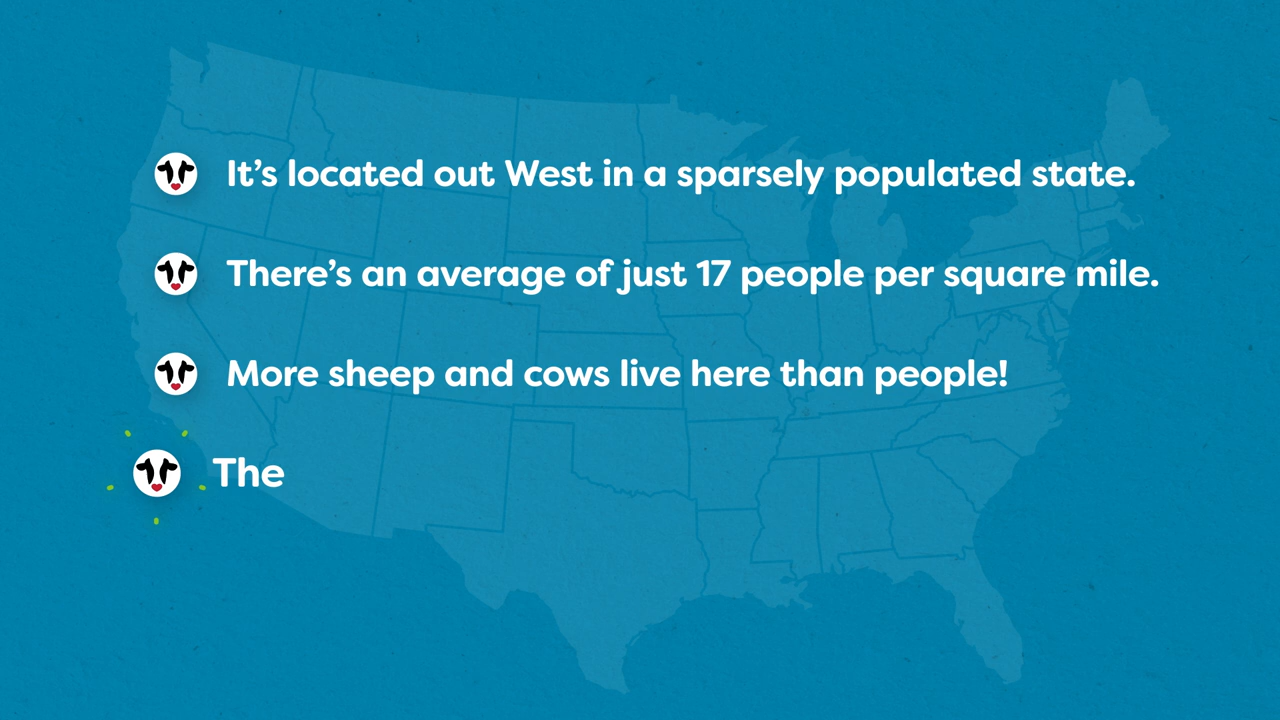 It’s located out West in a sparsely populated state.
There’s an average of just 17 people per square mile.
More sheep and cows live here than people!
The